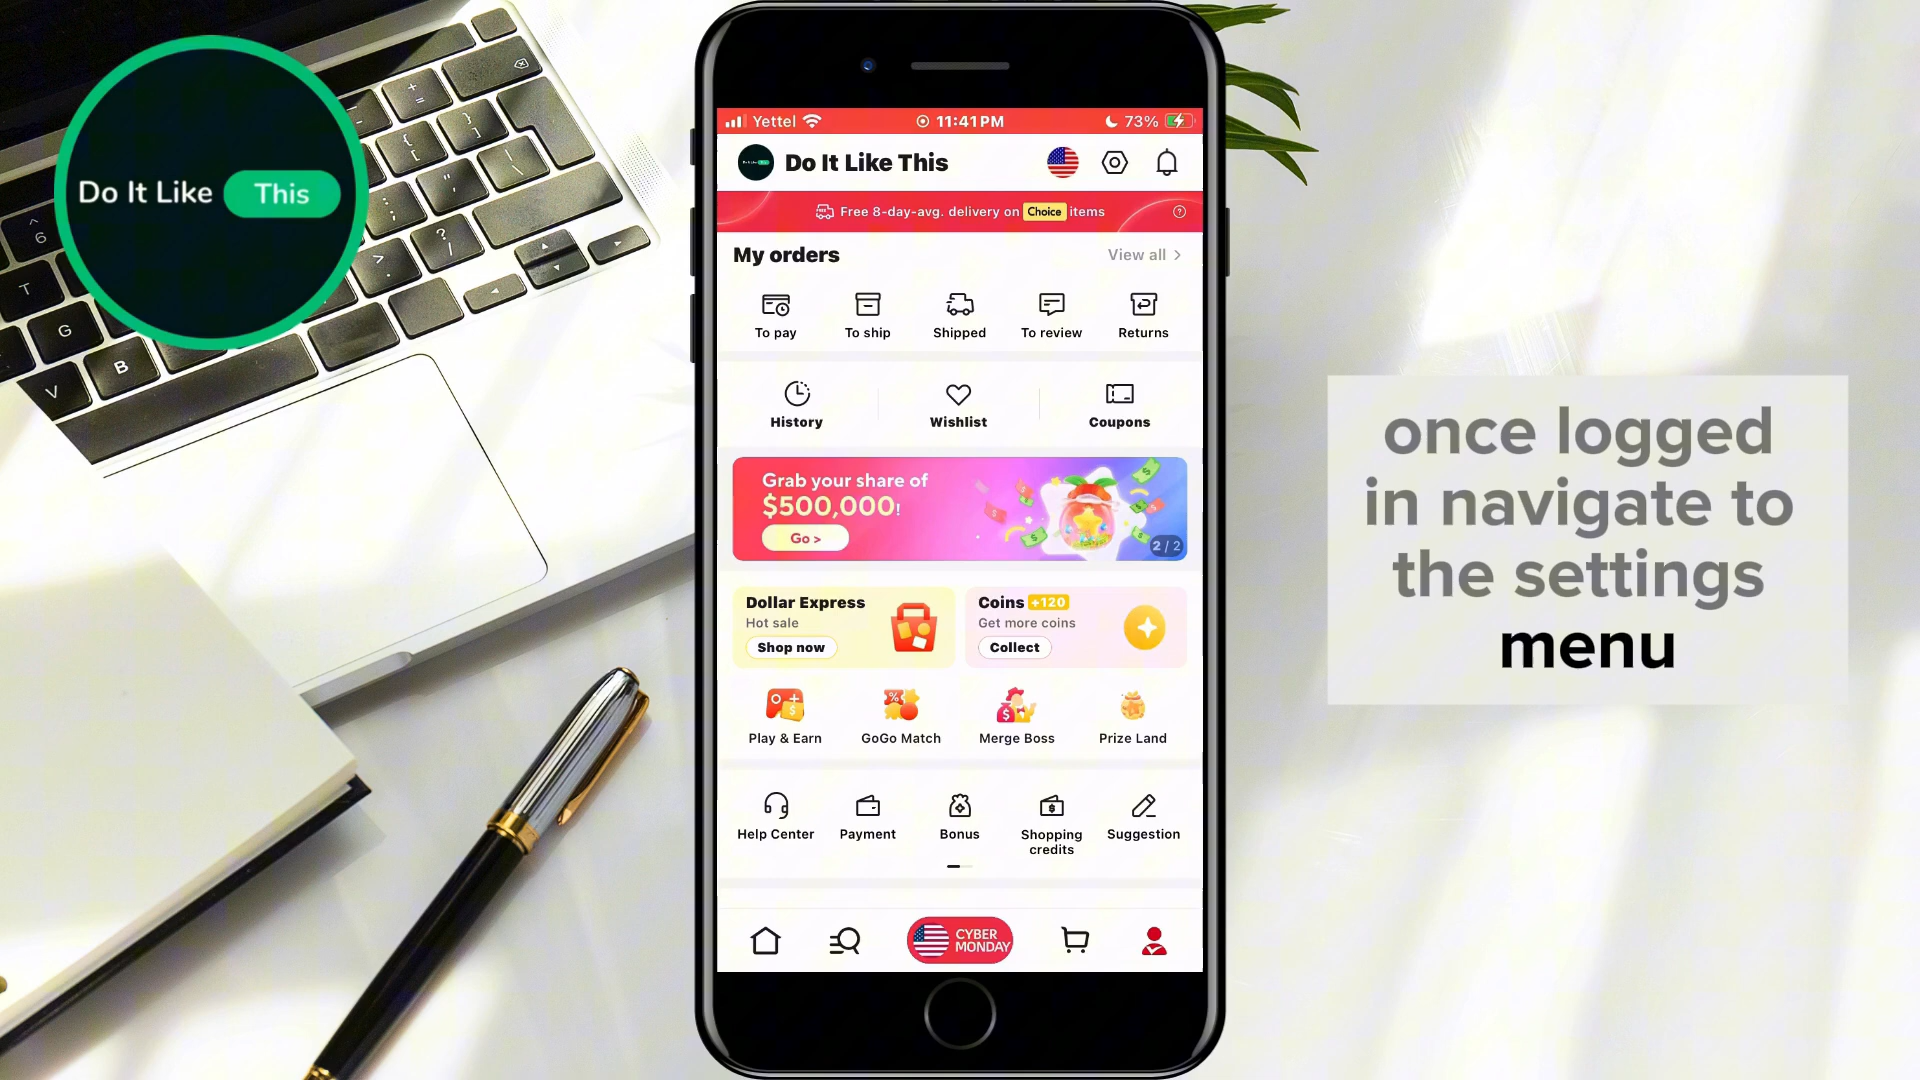 Do It Like This
Yettel 11:41 PM 73%
Do It Like This
Free 8-day-avg. delivery on Choice items
My orders View all >
To pay To ship Shipped To review Returns
History Wishlist Coupons
Grab your share of
$500,000!
Go >
2 / 2
Dollar Express
Hot sale
Shop now
Coins +120
Get more coins
Collect
Play & Earn GoGo Match Merge Boss Prize Land
Help Center Payment Bonus Shopping credits Suggestion
CYBER
MONDAY
once logged
in navigate to
the settings
menu
6
T
G
V
B